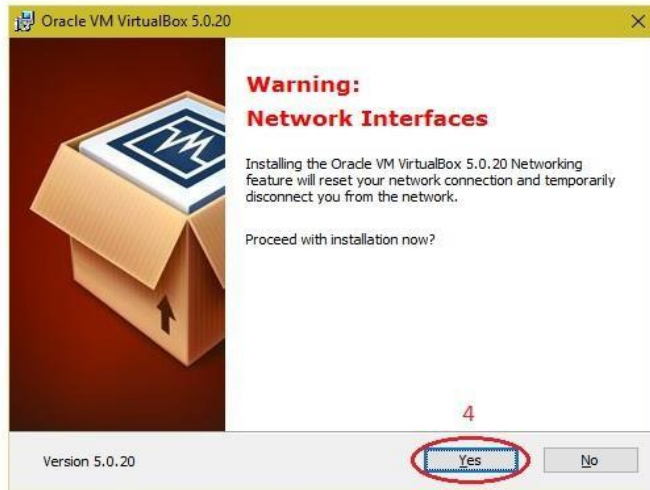 Oracle VM VirtualBox 5.0.20
Warning:
Network Interfaces
Installing the Oracle VM VirtualBox 5.0.20 Networking
feature will reset your network connection and temporarily
disconnect you from the network.
Proceed with installation now?
4
Version 5.0.20
Yes
No